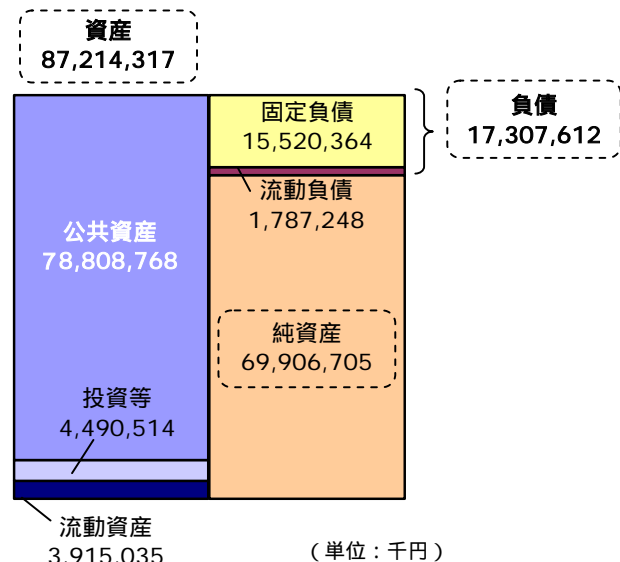 資産
87,214,317
固定負債
15,520,364
負債
17,307,612
流動負債
1,787,248
公共資産
78,808,768
純資産
69,906,705
投資等
4,490,514
流動資産
3,915,035
（単位：千円）